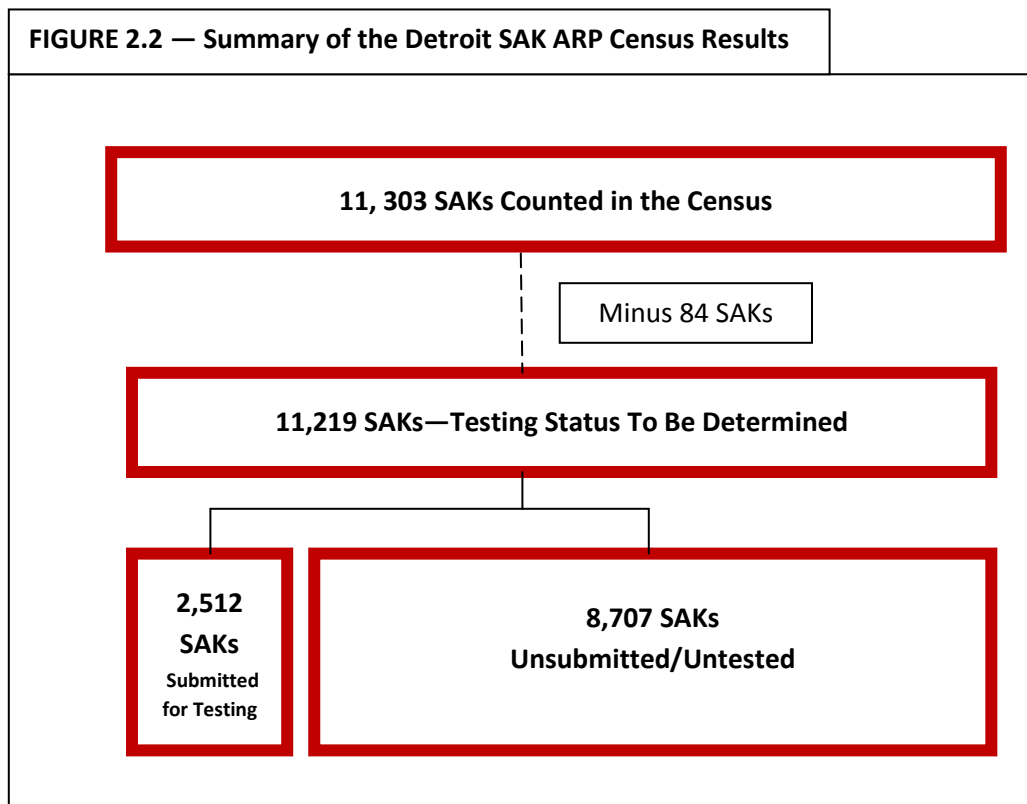 FIGURE 2.2 — Summary of the Detroit SAK ARP Census Results
11, 303 SAKs Counted in the Census
Minus 84 SAKs
11,219 SAKs—Testing Status To Be Determined
2,512
SAKs
Submitted
for Testing
8,707 SAKs
Unsubmitted/Untested